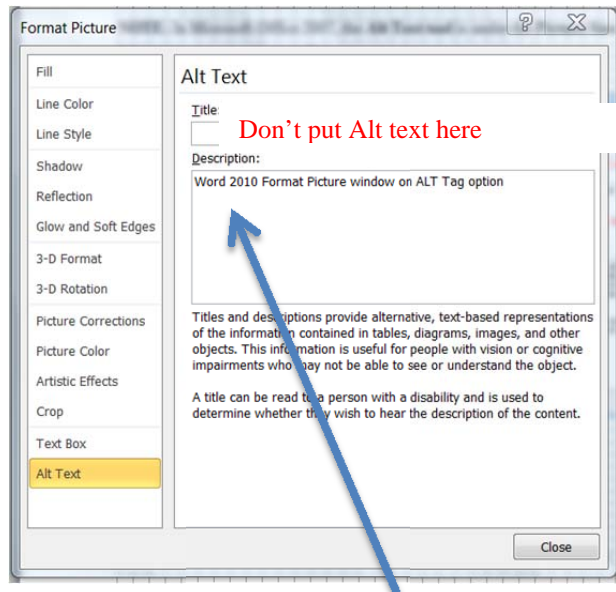 Format Picture
Fill
Line Color
Line Style
Shadow
Reflection
Glow and Soft Edges
3-D Format
3-D Rotation
Picture Corrections
Picture Color
Artistic Effects
Crop
Text Box
Alt Text
Alt Text
Title:
Don't put Alt text here
Description:
Word 2010 Format Picture window on ALT Tag option
Titles and descriptions provide alternative, text-based representations
of the information contained in tables, diagrams, images, and other
objects. This information is useful for people with vision or cognitive
impairments who may not be able to see or understand the object.
A title can be read to a person with a disability and is used to
determine whether they wish to hear the description of the content.
Close